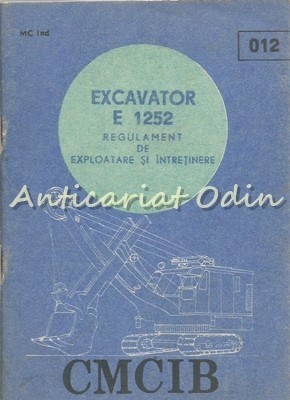 MC Ind
012
EXCAVATOR
E 1252
REGULAMENT
DE
EXPLOATARE ȘI ÎNTREȚINERE
Anticariat Odin
CMCIB